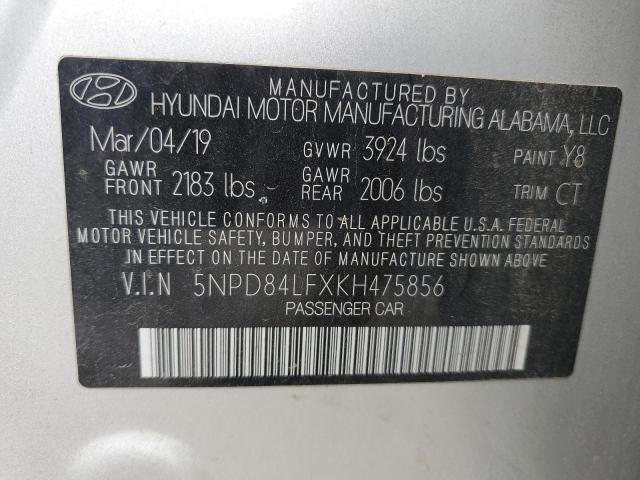 MANUFACTURED BY
HYUNDAI MOTOR MANUFACTURING ALABAMA, LLC
Mar/04/19 GVWR 3924 lbs PAINT Y8
GAWR FRONT 2183 lbs GAWR REAR 2006 lbs TRIM CT
THIS VEHICLE CONFORMS TO ALL APPLICABLE U.S.A. FEDERAL
MOTOR VEHICLE SAFETY, BUMPER, AND THEFT PREVENTION STANDARDS
IN EFFECT ON THE DATE OF MANUFACTURE SHOWN ABOVE
V.I.N 5NPD84LFXKH475856
PASSENGER CAR